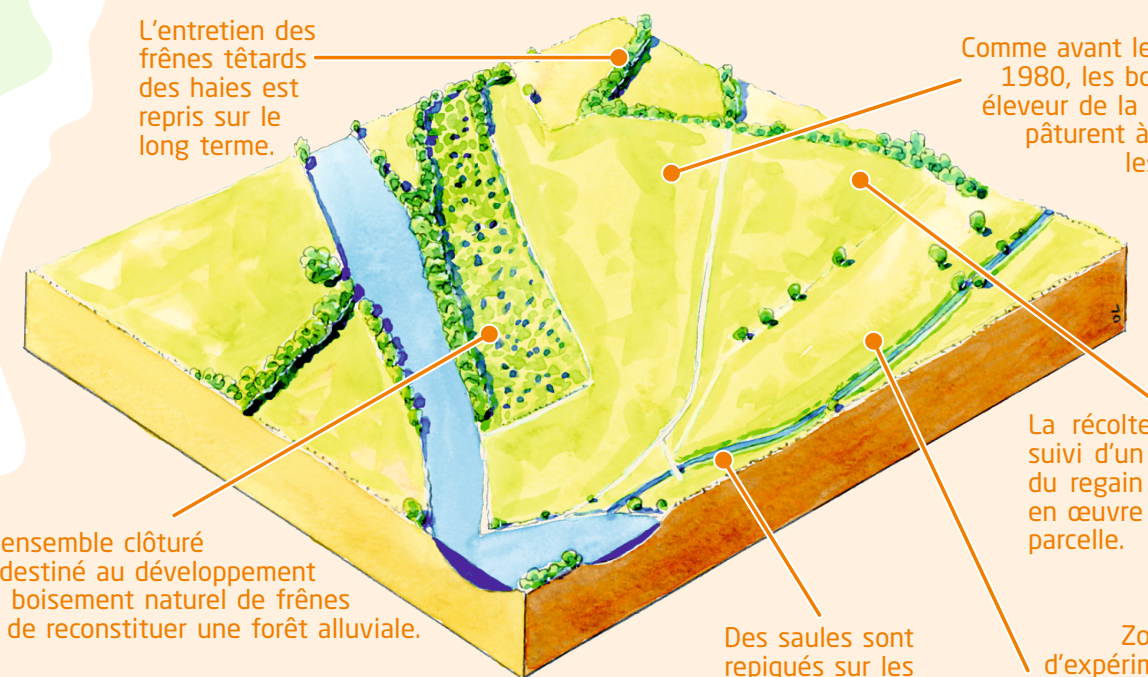 L'entretien des
frênes têtards
des haies est
repris sur le
long terme.
Comme avant le
1980, les bo
éleveur de la
pâturent à
les
La récolte
suivi d'un
du regain
en œuvre
parcelle.
ensemble clôturé
destiné au développement
boisement naturel de frênes
de reconstituer une forêt alluviale.
Des saules sont
repiqués sur les
Zo
d'expérim